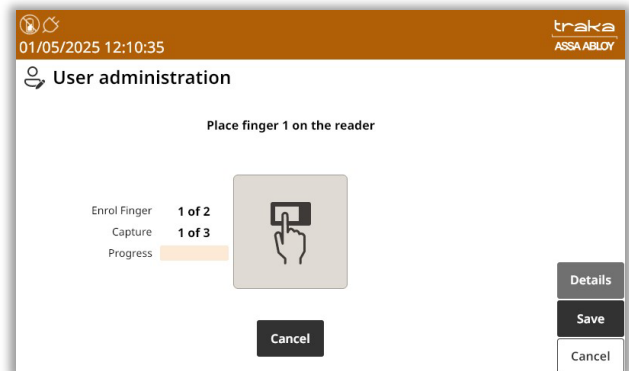 traka
01/05/2025 12:10:35
ASSA ABLOY
User administration
Place finger 1 on the reader
Enrol Finger 1 of 2
Capture 1 of 3
Progress
Details
Save
Cancel
Cancel